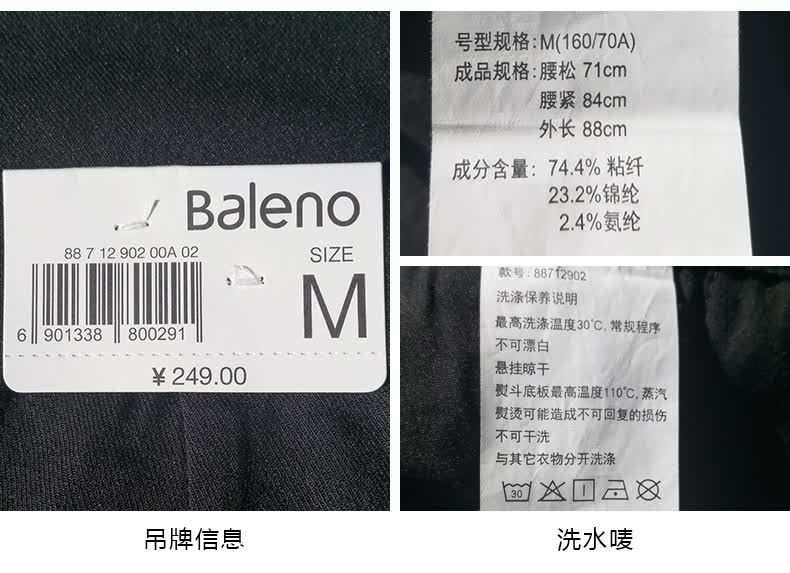 Baleno
88 7 12 902 00A 02
SIZE
M
6 901338 800291
¥ 249.00
吊牌信息
号型规格:M(160/70A)
成品规格:腰松 71cm
腰紧 84cm
外长 88cm
成分含量: 74.4% 粘纤
23.2%锦纶
2.4%氨纶
款号: 88712902
洗涤保养说明
最高洗涤温度30℃, 常规程序
不可漂白
悬挂晾干
熨斗底板最高温度110℃, 蒸汽
熨烫可能造成不可回复的损伤
不可干洗
与其它衣物分开洗涤
30
洗水唛